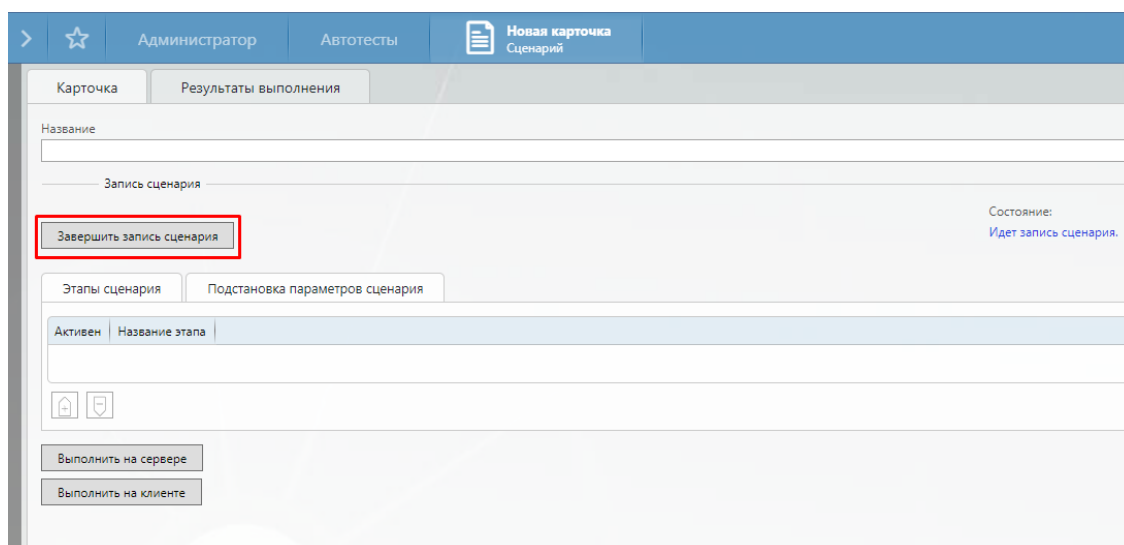 Администратор
Автотесты
Новая карточка
Сценарий
Карточка
Результаты выполнения
Название
Запись сценария
Завершить запись сценария
Состояние:
Идет запись сценария.
Этапы сценария
Подстановка параметров сценария
Активен
Название этапа
Выполнить на сервере
Выполнить на клиенте